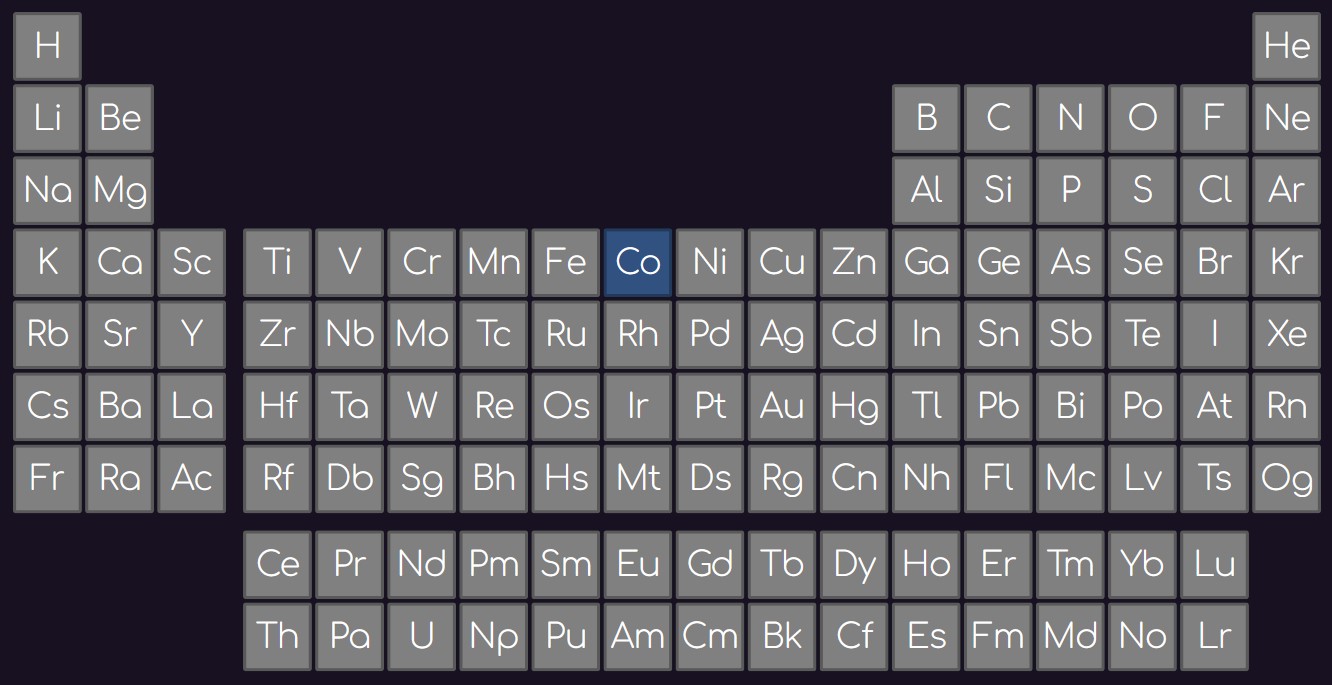 H He
Li Be B C N O F Ne
Na Mg Al Si P S Cl Ar
K Ca Sc Ti V Cr Mn Fe Co Ni Cu Zn Ga Ge As Se Br Kr
Rb Sr Y Zr Nb Mo Tc Ru Rh Pd Ag Cd In Sn Sb Te I Xe
Cs Ba La Hf Ta W Re Os Ir Pt Au Hg Tl Pb Bi Po At Rn
Fr Ra Ac Rf Db Sg Bh Hs Mt Ds Rg Cn Nh Fl Mc Lv Ts Og
Ce Pr Nd Pm Sm Eu Gd Tb Dy Ho Er Tm Yb Lu
Th Pa U Np Pu Am Cm Bk Cf Es Fm Md No Lr